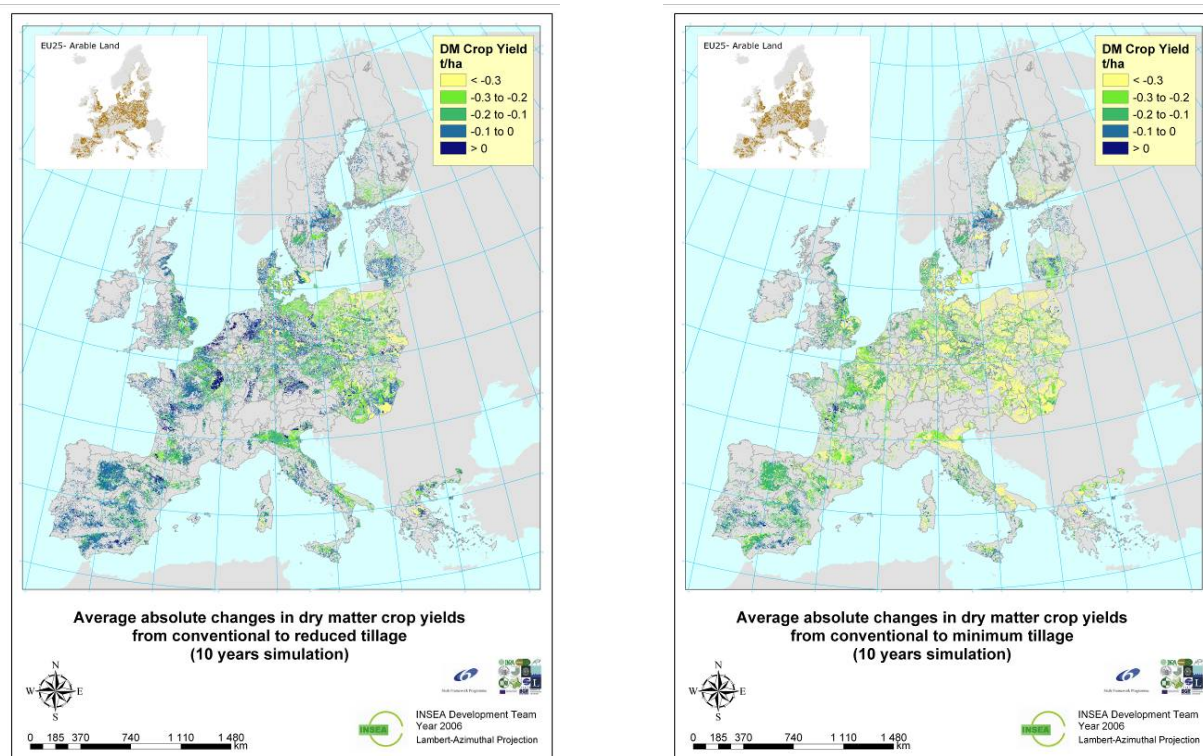 EU25- Arable Land
DM Crop Yield
t/ha
< -0.3
-0.3 to -0.2
-0.2 to -0.1
-0.1 to 0
> 0
Average absolute changes in dry matter crop yields
from conventional to reduced tillage
(10 years simulation)
N
W E
S
INSEA
INSEA Development Team
Year 2006
Lambert-Azimuthal Projection
0 185 370 740 1 110 1 480
km
EU25- Arable Land
DM Crop Yield
t/ha
< -0.3
-0.3 to -0.2
-0.2 to -0.1
-0.1 to 0
> 0
Average absolute changes in dry matter crop yields
from conventional to minimum tillage
(10 years simulation)
N
W E
S
INSEA
INSEA Development Team
Year 2006
Lambert-Azimuthal Projection
0 185 370 740 1 110 1 480
km